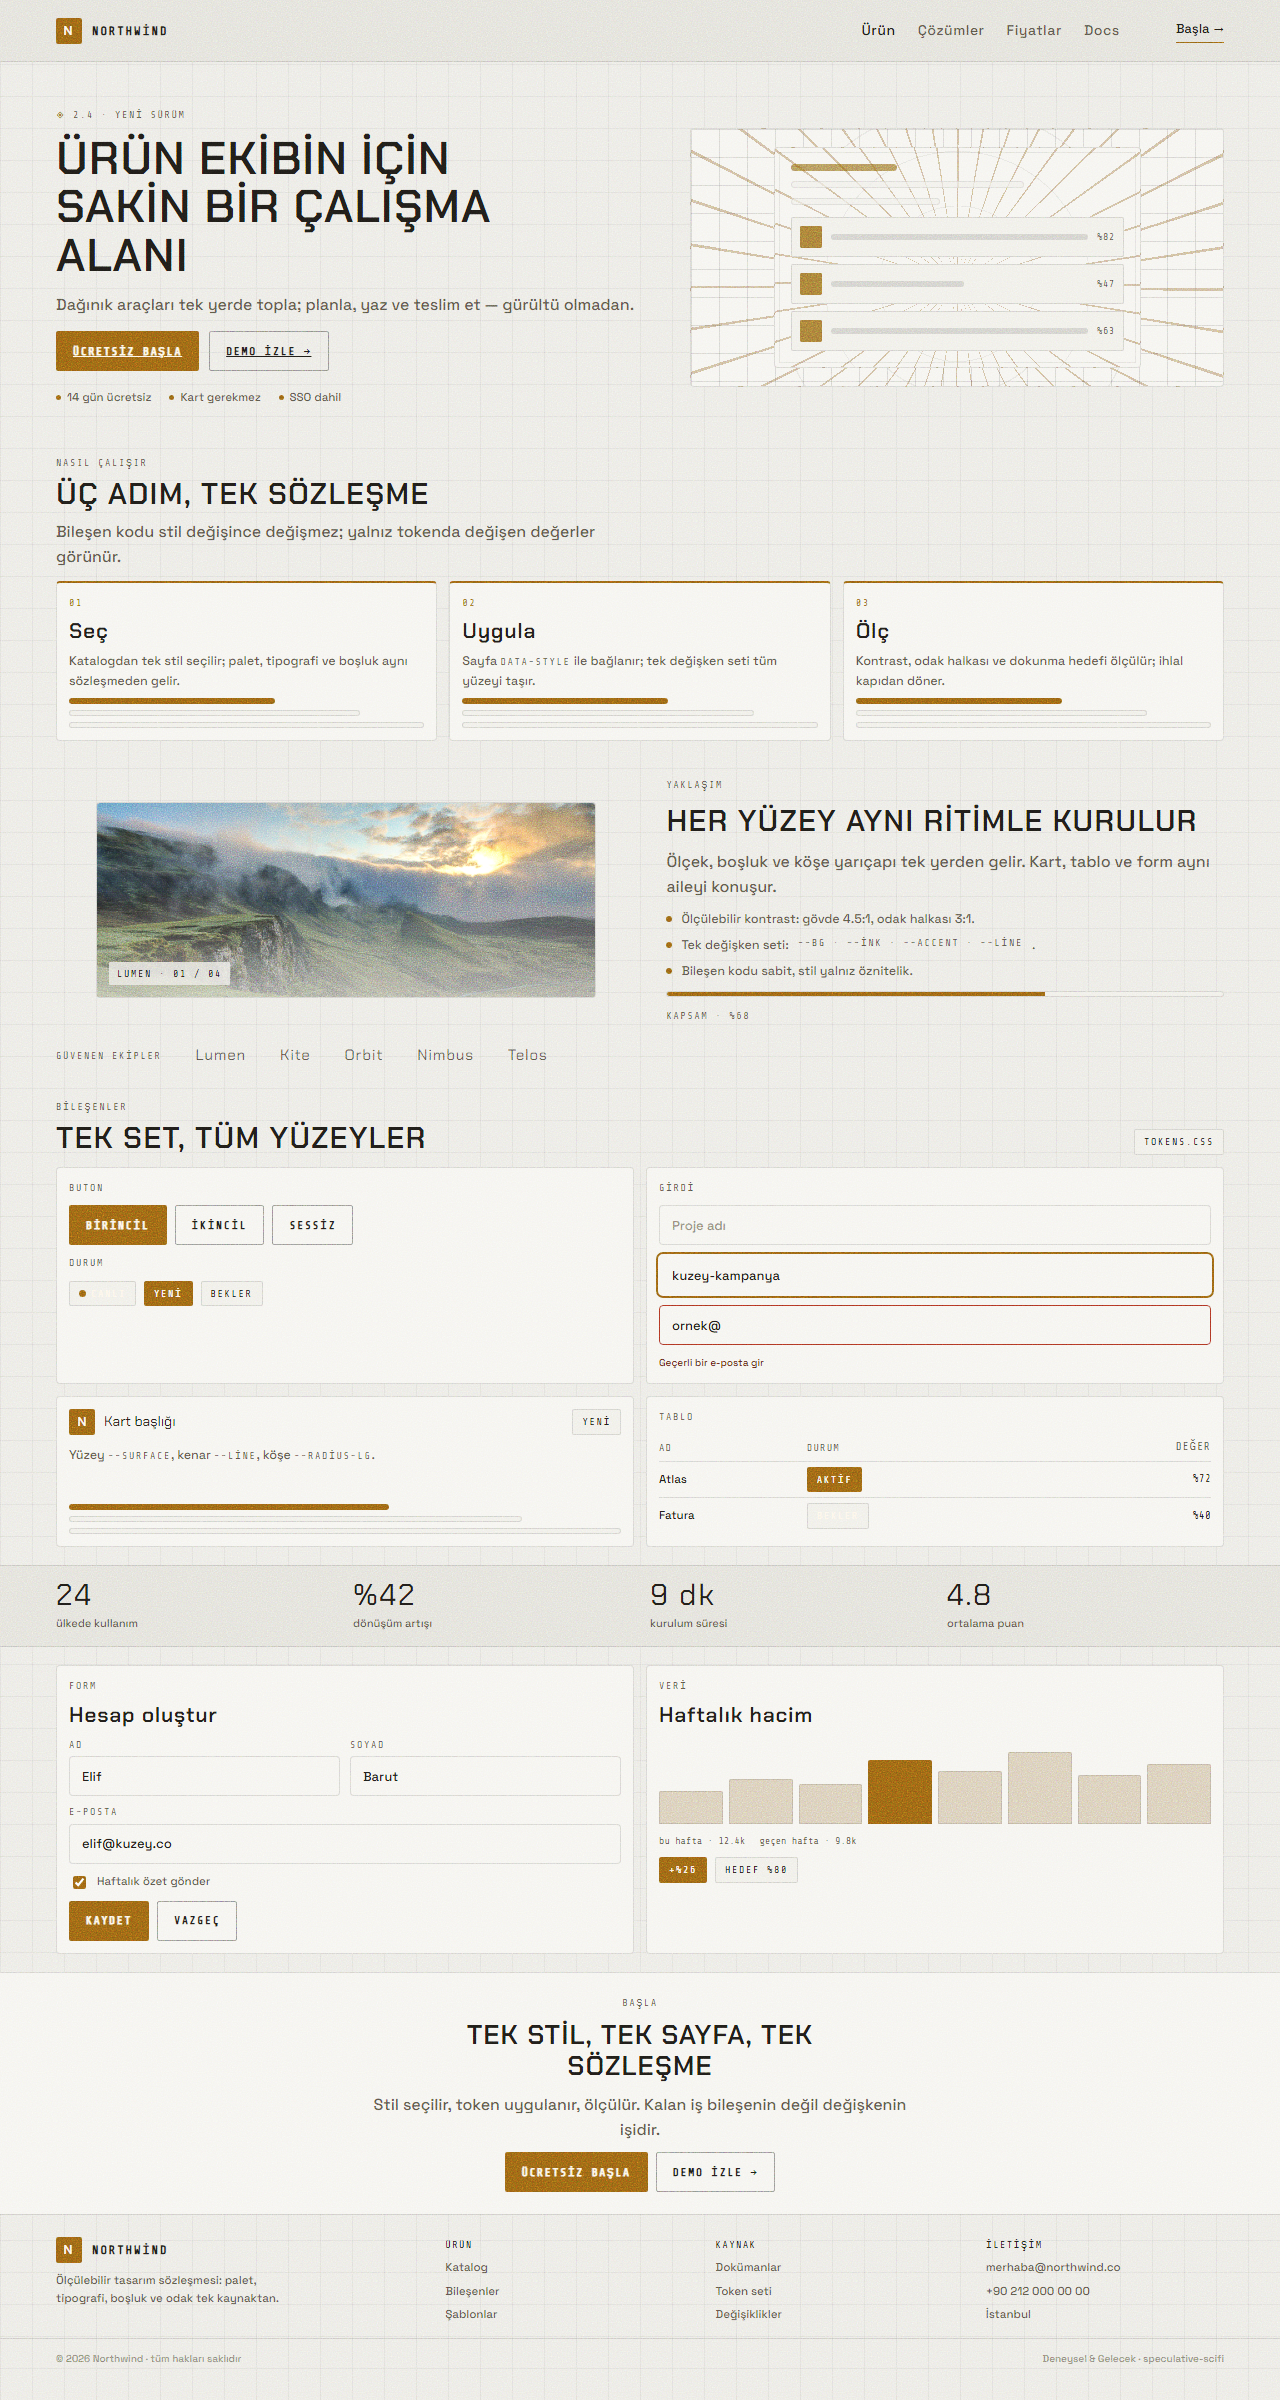 N NORTHWİND
Ürün Çözümler Fiyatlar Docs Başla →
2.4 · YENİ SÜRÜM
ÜRÜN EKİBİN İÇİN
SAKİN BİR ÇALIŞMA
ALANI
Dağınık araçları tek yerde topla; planla, yaz ve teslim et — gürültü olmadan.
ÜCRETSİZ BAŞLA DEMO İZLE →
14 gün ücretsiz Kart gerekmez SSO dahil
%82
%47
%63
NASIL ÇALIŞIR
ÜÇ ADIM, TEK SÖZLEŞME
Bileşen kodu stil değişince değişmez; yalnız tokenda değişen değerler
görünür.
01
Seç
Katalogdan tek stil seçilir; palet, tipografi ve boşluk aynı
sözleşmeden gelir.
02
Uygula
Sayfa DATA-STYLE ile bağlanır; tek değişken seti tüm
yüzeyi taşır.
03
Ölç
Kontrast, odak halkası ve dokunma hedefi ölçülür; ihlal
kapıdan döner.
LUMEN · 01 / 04
YAKLAŞIM
HER YÜZEY AYNI RİTİMLE KURULUR
Ölçek, boşluk ve köşe yarıçapı tek yerden gelir. Kart, tablo ve form aynı
aileyi konuşur.
Ölçülebilir kontrast: gövde 4.5:1, odak halkası 3:1.
Tek değişken seti: --BG · --İNK · --ACCENT · --LİNE .
Bileşen kodu sabit, stil yalnız öznitelik.
KAPSAM · %68
GÜVENEN EKİPLER Lumen Kite Orbit Nimbus Telos
BİLEŞENLER
TEK SET, TÜM YÜZEYLER
TOKENS.CSS
BUTON
BİRİNCİL İKİNCİL SESSİZ
DURUM
YENİ BEKLER
GİRDİ
Proje adı
kuzey-kampanya
ornek@
Geçerli bir e-posta gir
N Kart başlığı YENİ
Yüzey --SURFACE, kenar --LİNE, köşe --RADİUS-LG.
TABLO
AD DURUM DEĞER
Atlas AKTİF %72
Fatura BEKLER %40
24
ülkede kullanım
%42
dönüşüm artışı
9 dk
kurulum süresi
4.8
ortalama puan
FORM
Hesap oluştur
AD SOYAD
Elif Barut
E-POSTA
elif@kuzey.co
Haftalık özet gönder
KAYDET VAZGEÇ
VERİ
Haftalık hacim
bu hafta · 12.4k geçen hafta · 9.8k
+%26 HEDEF %80
BAŞLA
TEK STİL, TEK SAYFA, TEK
SÖZLEŞME
Stil seçilir, token uygulanır, ölçülür. Kalan iş bileşenin değil değişkenin
işidir.
ÜCRETSİZ BAŞLA DEMO İZLE →
N NORTHWİND
Ölçülebilir tasarım sözleşmesi: palet,
tipografi, boşluk ve odak tek kaynaktan.
ÜRÜN
Katalog
Bileşenler
Şablonlar
KAYNAK
Dokümanlar
Token seti
Değişiklikler
İLETİŞİM
merhaba@northwind.co
+90 212 000 00 00
İstanbul
© 2026 Northwind · tüm hakları saklıdır
Deneysel & Gelecek · speculative-scifi